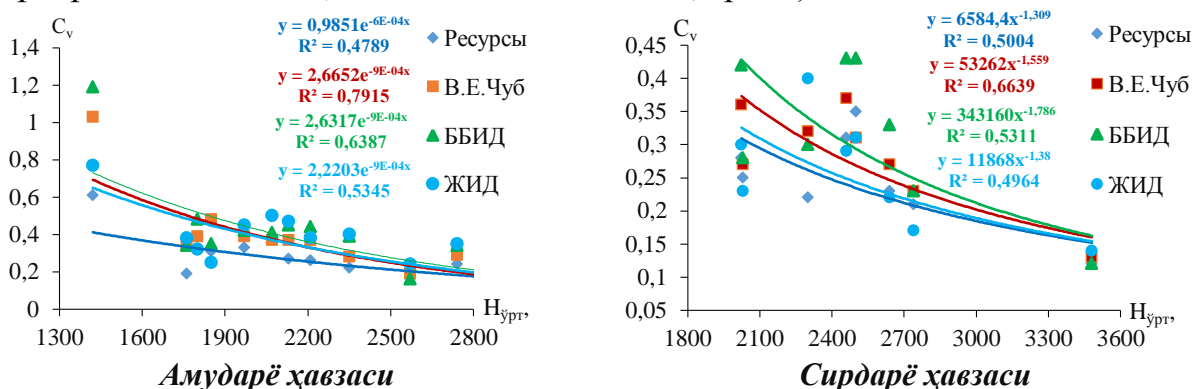 C_v
1,4
1,2
1
0,8
0,6
0,4
0,2
0
1300 1600 1900 2200 2500 2800
H_ўрт,
y = 0,9851e^-6E-04x
R² = 0,4789
y = 2,6652e^-9E-04x
R² = 0,7915
y = 2,6317e^-9E-04x
R² = 0,6387
y = 2,2203e^-9E-04x
R² = 0,5345
Ресурсы
В.Е.Чуб
ББИД
ЖИД
Амударё ҳавзаси
C_v
0,45
0,4
0,35
0,3
0,25
0,2
0,15
0,1
0,05
1800 2100 2400 2700 3000 3300 3600
H_ўрт,
y = 6584,4x^-1,309
R² = 0,5004
y = 53262x^-1,559
R² = 0,6639
y = 343160x^-1,786
R² = 0,5311
y = 11868x^-1,38
R² = 0,4964
Ресурсы
В.Е.Чуб
ББИД
ЖИД
Сирдарё ҳавзаси